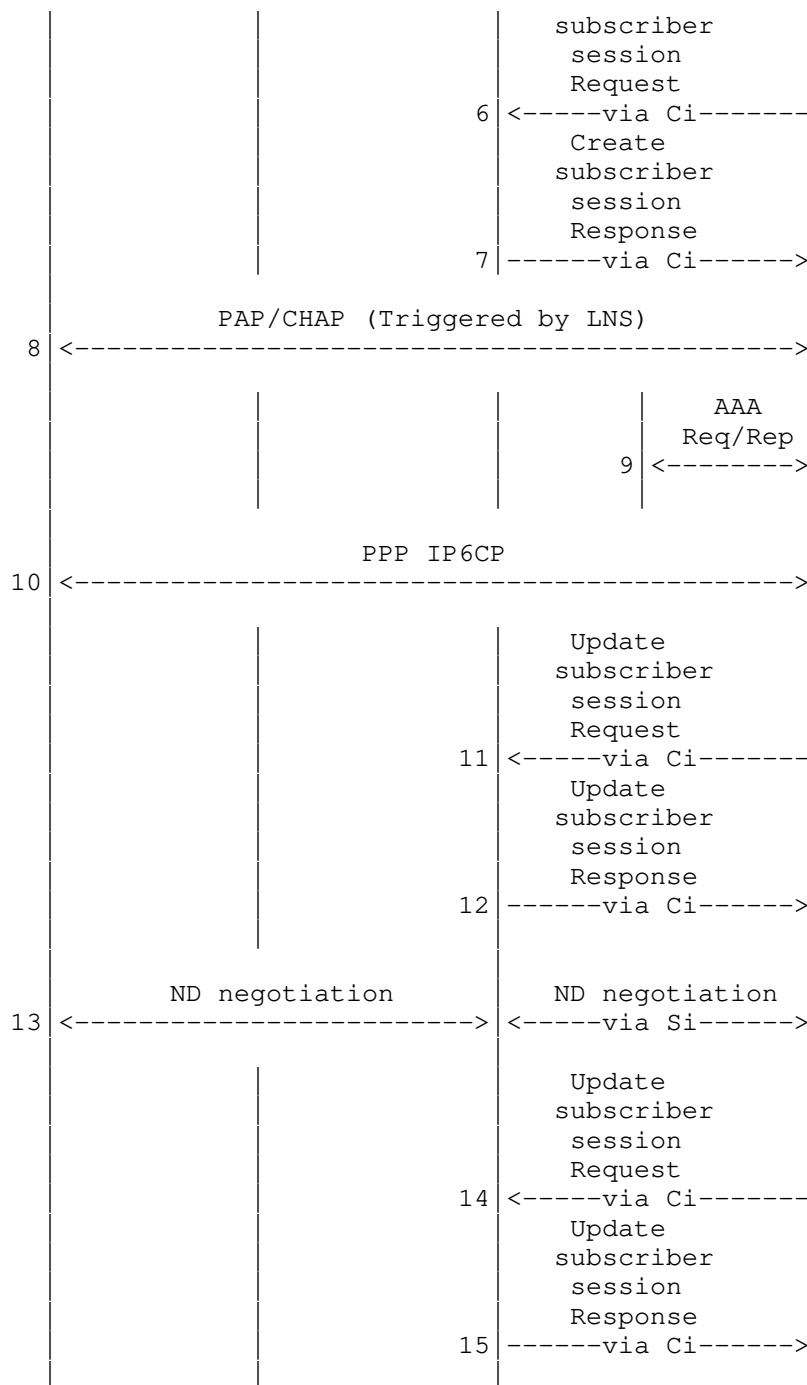 subscriber
session
Request
6 <-----via Ci-------
Create
subscriber
session
Response
7 ------via Ci------>
PAP/CHAP (Triggered by LNS)
8 <--------------------------------------------->
AAA
Req/Rep
9 <-------->
PPP IP6CP
10 <--------------------------------------------->
Update
subscriber
session
Request
11 <-----via Ci-------
Update
subscriber
session
Response
12 ------via Ci------>
ND negotiation ND negotiation
13 <-------------------------> <-----via Si------>
Update
subscriber
session
Request
14 <-----via Ci-------
Update
subscriber
session
Response
15 ------via Ci------>